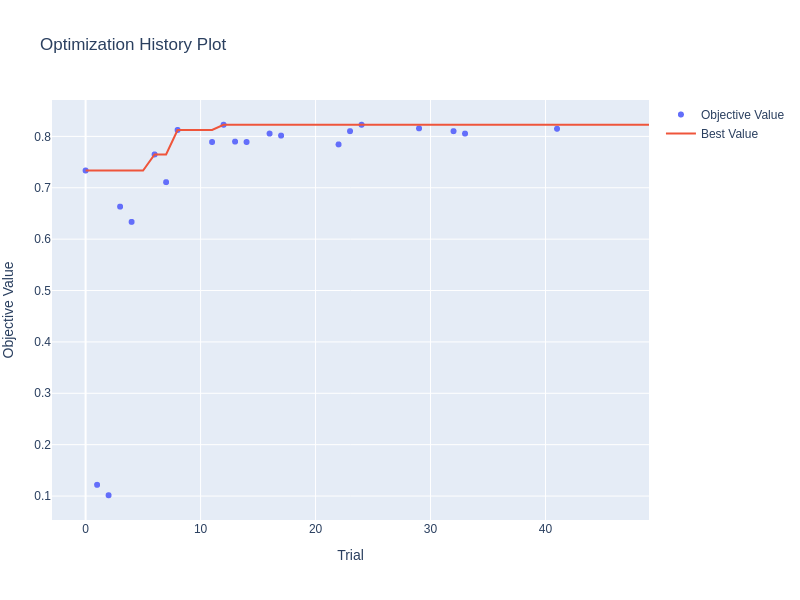 Optimization History Plot
Objective Value
Best Value
0.8
0.7
0.6
0.5
0.4
0.3
0.2
0.1
Objective Value
0
10
20
30
40
Trial